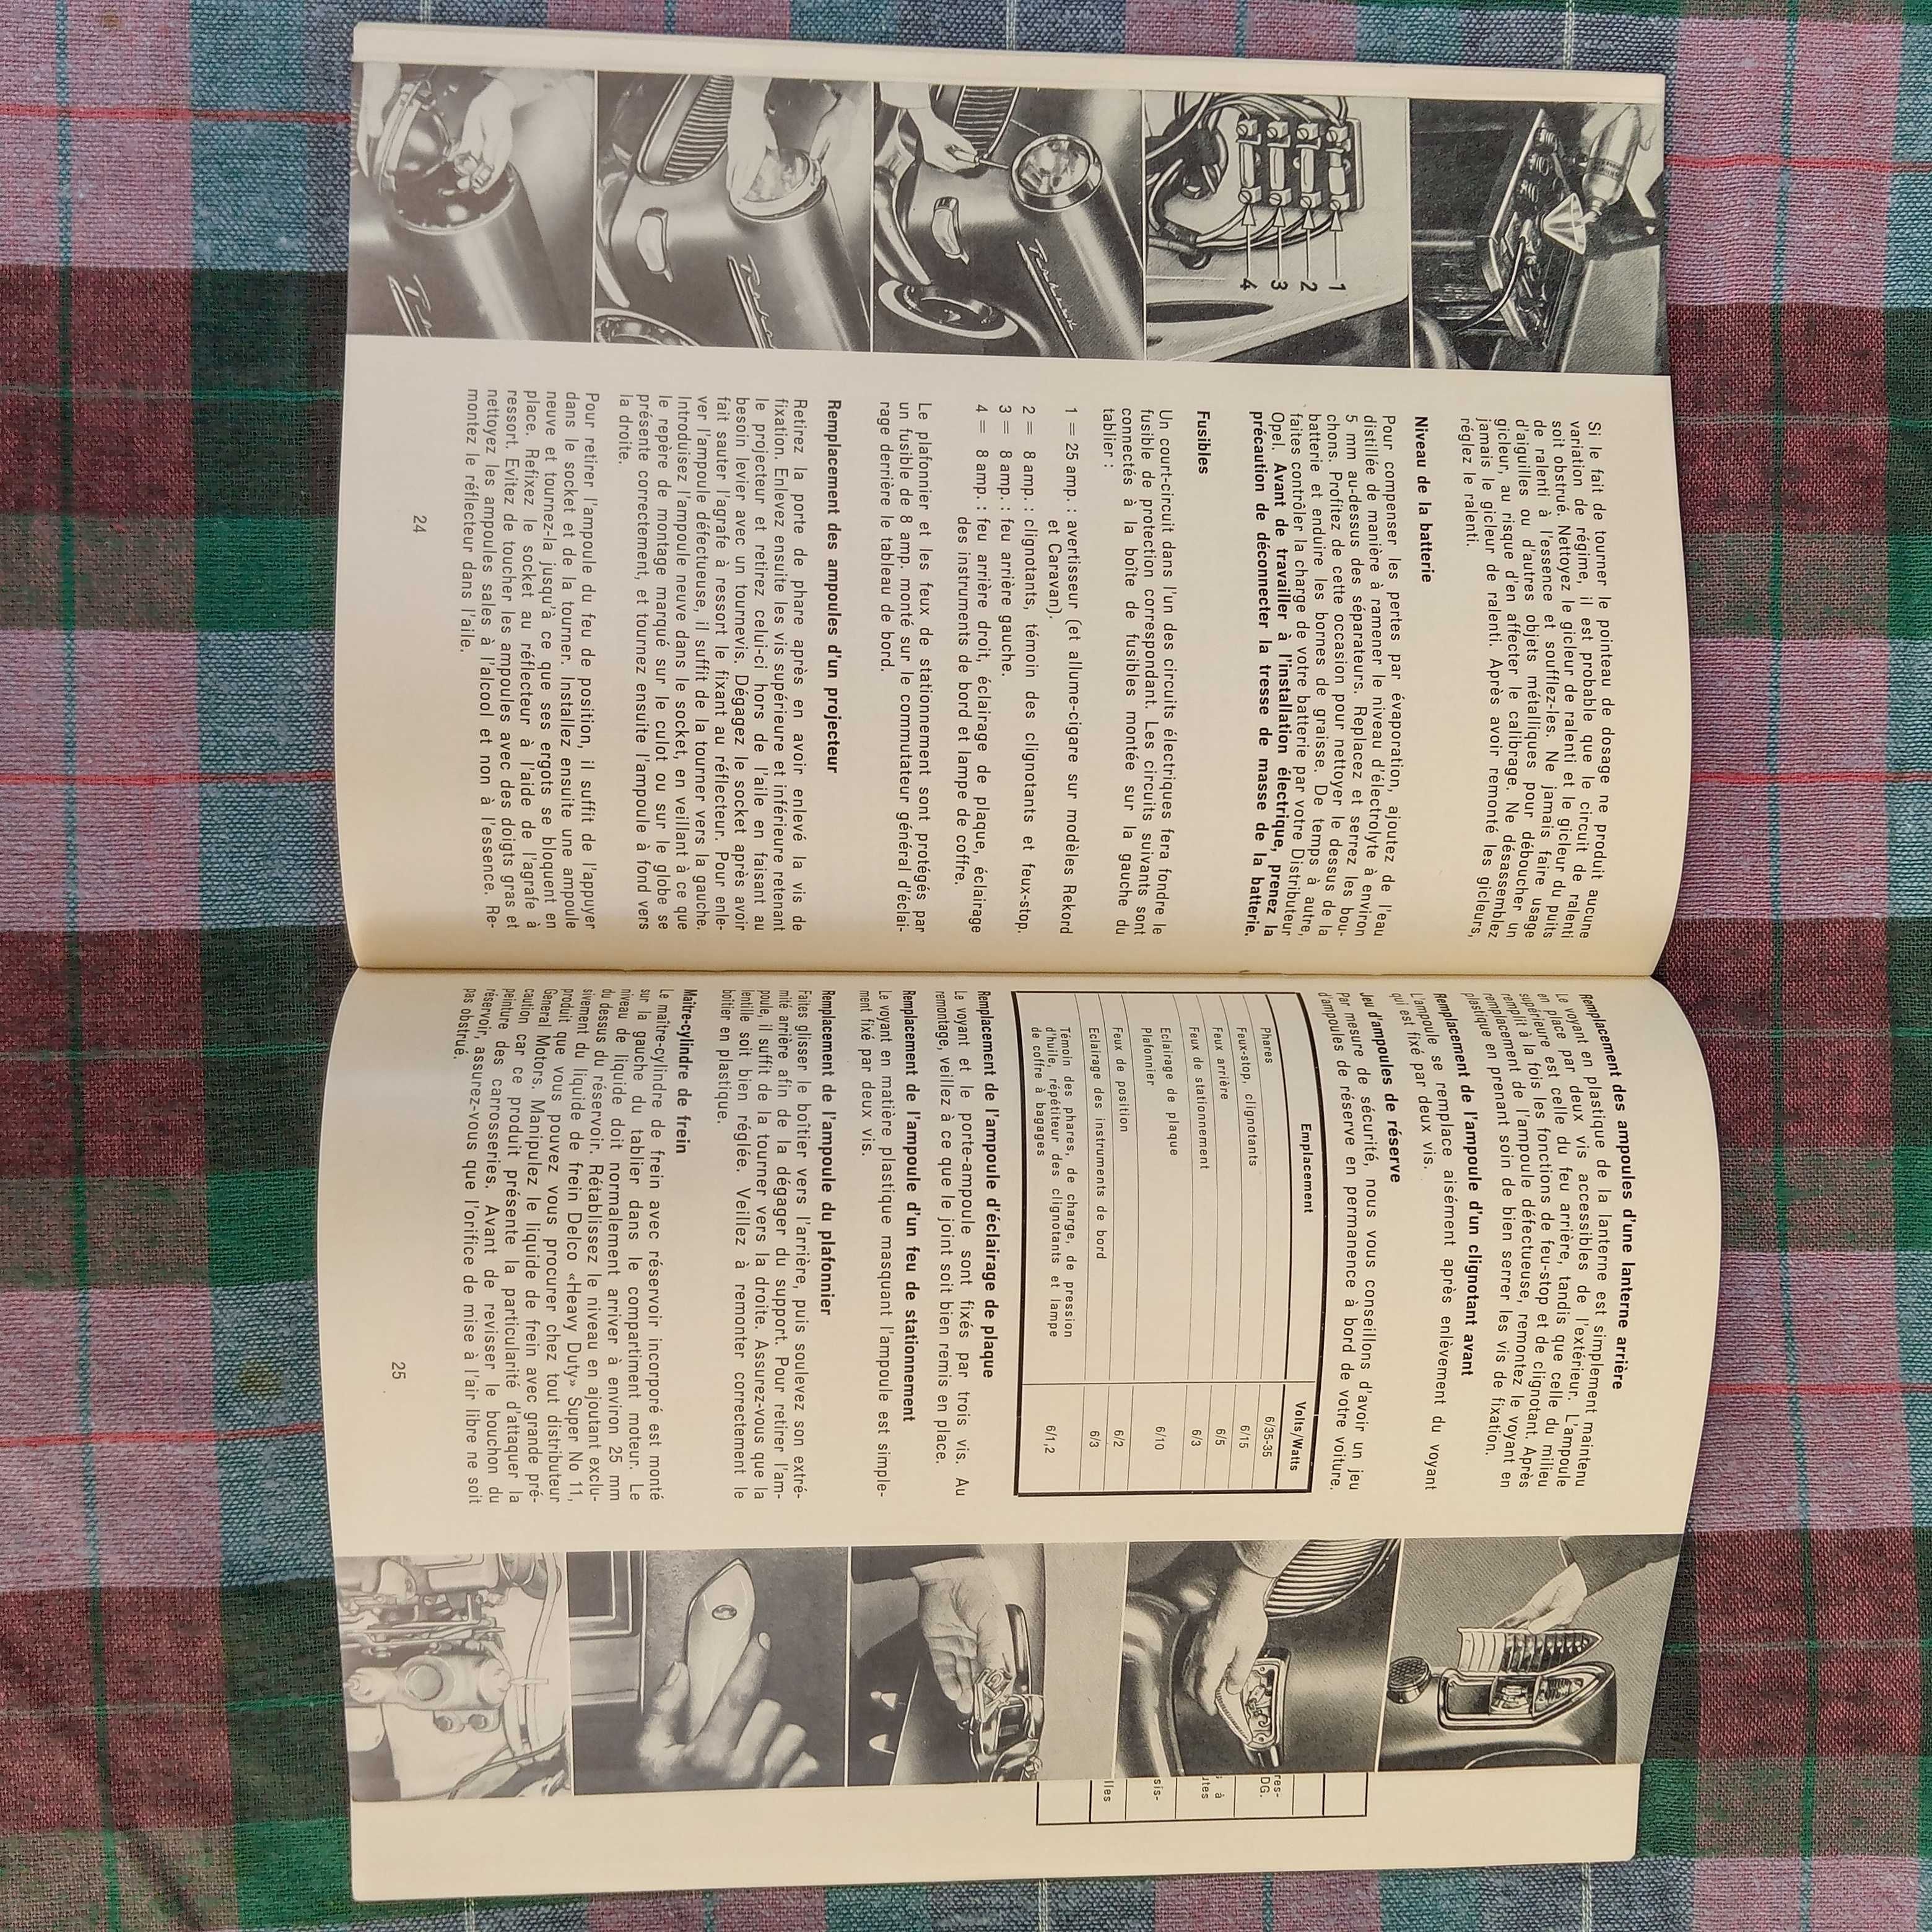 Si le fait de tourner le pointeau de dosage ne produit aucune
variation de régime, il est probable que le circuit de ralenti
soit obstrué. Nettoyez le gicleur de ralenti et le gicleur du puits
de ralenti à l'essence et soufflez-les. Ne jamais faire usage
d'aiguilles ou d'autres objets métalliques pour déboucher un
gicleur, au risque d'en affecter le calibrage. Ne désassemblez
jamais le gicleur de ralenti. Après avoir remonté les gicleurs,
réglez le ralenti.
Niveau de la batterie
Pour compenser les pertes par évaporation, ajoutez de l'eau
distillée de manière à ramener le niveau d'électrolyte à environ
5 mm au-dessus des séparateurs. Replacez et serrez les bou-
chons. Profitez de cette occasion pour nettoyer le dessus de la
batterie et enduire les bornes de graisse. De temps à autre,
faites contrôler la charge de votre batterie par votre Distributeur
Opel. Avant de travailler à l'installation électrique, prenez la
précaution de déconnecter la tresse de masse de la batterie.
1
2
3
4
Fusibles
Un court-circuit dans l'un des circuits électriques fera fondre le
fusible de protection correspondant. Les circuits suivants sont
connectés à la boîte de fusibles montée sur la gauche du
tablier :
1 = 25 amp. : avertisseur (et allume-cigare sur modèles Rekord
et Caravan).
2 = 8 amp. : clignotants, témoin des clignotants et feux-stop.
3 = 8 amp. : feu arrière gauche.
4 = 8 amp. : feu arrière droit, éclairage de plaque, éclairage
des instruments de bord et lampe de coffre.
Le plafonnier et les feux de stationnement sont protégés par
un fusible de 8 amp. monté sur le commutateur général d'éclai-
rage derrière le tableau de bord.
Remplacement des ampoules d'un projecteur
Retirez la porte de phare après en avoir enlevé la vis de
fixation. Enlevez ensuite les vis supérieure et inférieure retenant
le projecteur et retirez celui-ci hors de l'aile en faisant au
besoin levier avec un tournevis. Dégagez le socket après avoir
fait sauter l'agrafe à ressort le fixant au réflecteur. Pour enle-
ver l'ampoule défectueuse, il suffit de la tourner vers la gauche.
Introduisez l'ampoule neuve dans le socket, en veillant à ce que
le repère de montage marqué sur le culot ou sur le globe se
présente correctement, et tournez ensuite l'ampoule à fond vers
la droite.
Pour retirer l'ampoule du feu de position, il suffit de l'appuyer
dans le socket et de la tourner. Installez ensuite une ampoule
neuve et tournez-la jusqu'à ce que ses ergots se bloquent en
place. Refixez le socket au réflecteur à l'aide de l'agrafe à
ressort. Evitez de toucher les ampoules avec des doigts gras et
nettoyez les ampoules sales à l'alcool et non à l'essence. Re-
montez le réflecteur dans l'aile.
24
Remplacement des ampoules d'une lanterne arrière
Le voyant en plastique de la lanterne est simplement maintenu
en place par deux vis accessibles de l'extérieur. L'ampoule
supérieure est celle du feu arrière, tandis que celle du milieu
remplit à la fois les fonctions de feu-stop et de clignotant. Après
remplacement de l'ampoule défectueuse, remontez le voyant en
plastique en prenant soin de bien serrer les vis de fixation.
Remplacement de l'ampoule d'un clignotant avant
L'ampoule se remplace aisément après enlèvement du voyant
qui est fixé par deux vis.
Jeu d'ampoules de réserve
Par mesure de sécurité, nous vous conseillons d'avoir un jeu
d'ampoules de réserve en permanence à bord de votre voiture.
Emplacement Volts/Watts
Phares 6/35-35
Feux-stop, clignotants 6/15
Feux arrière 6/5
Feux de stationnement 6/3
Eclairage de plaque
Plafonnier 6/10
Feux de position 6/2
Eclairage des instruments de bord 6/3
Témoin des phares, de charge, de pression
d'huile, répétiteur des clignotants et lampe
de coffre à bagages 6/1,2
Remplacement de l'ampoule d'éclairage de plaque
Le voyant et le porte-ampoule sont fixés par trois vis. Au
remontage, veillez à ce que le joint soit bien remis en place.
Remplacement de l'ampoule d'un feu de stationnement
Le voyant en matière plastique masquant l'ampoule est simple-
ment fixé par deux vis.
Remplacement de l'ampoule du plafonnier
Faites glisser le boîtier vers l'arrière, puis soulevez son extré-
mité arrière afin de la dégager du support. Pour retirer l'am-
poule, il suffit de la tourner vers la droite. Assurez-vous que la
lentille soit bien réglée. Veillez à remonter correctement le
boîtier en plastique.
Maître-cylindre de frein
Le maître-cylindre de frein avec réservoir incorporé est monté
sur la gauche du tablier dans le compartiment moteur. Le
niveau de liquide doit normalement arriver à environ 25 mm
du dessus du réservoir. Rétablissez le niveau en ajoutant exclu-
sivement du liquide de frein Delco «Heavy Duty» Super No 11,
produit que vous pouvez vous procurer chez tout distributeur
General Motors. Manipulez le liquide de frein avec grande pré-
caution car ce produit présente la particularité d'attaquer la
peinture des carrosseries. Avant de revisser le bouchon du
réservoir, assurez-vous que l'orifice de mise à l'air libre ne soit
pas obstrué.
25
res-
DG.
à
utes
sis-
lles